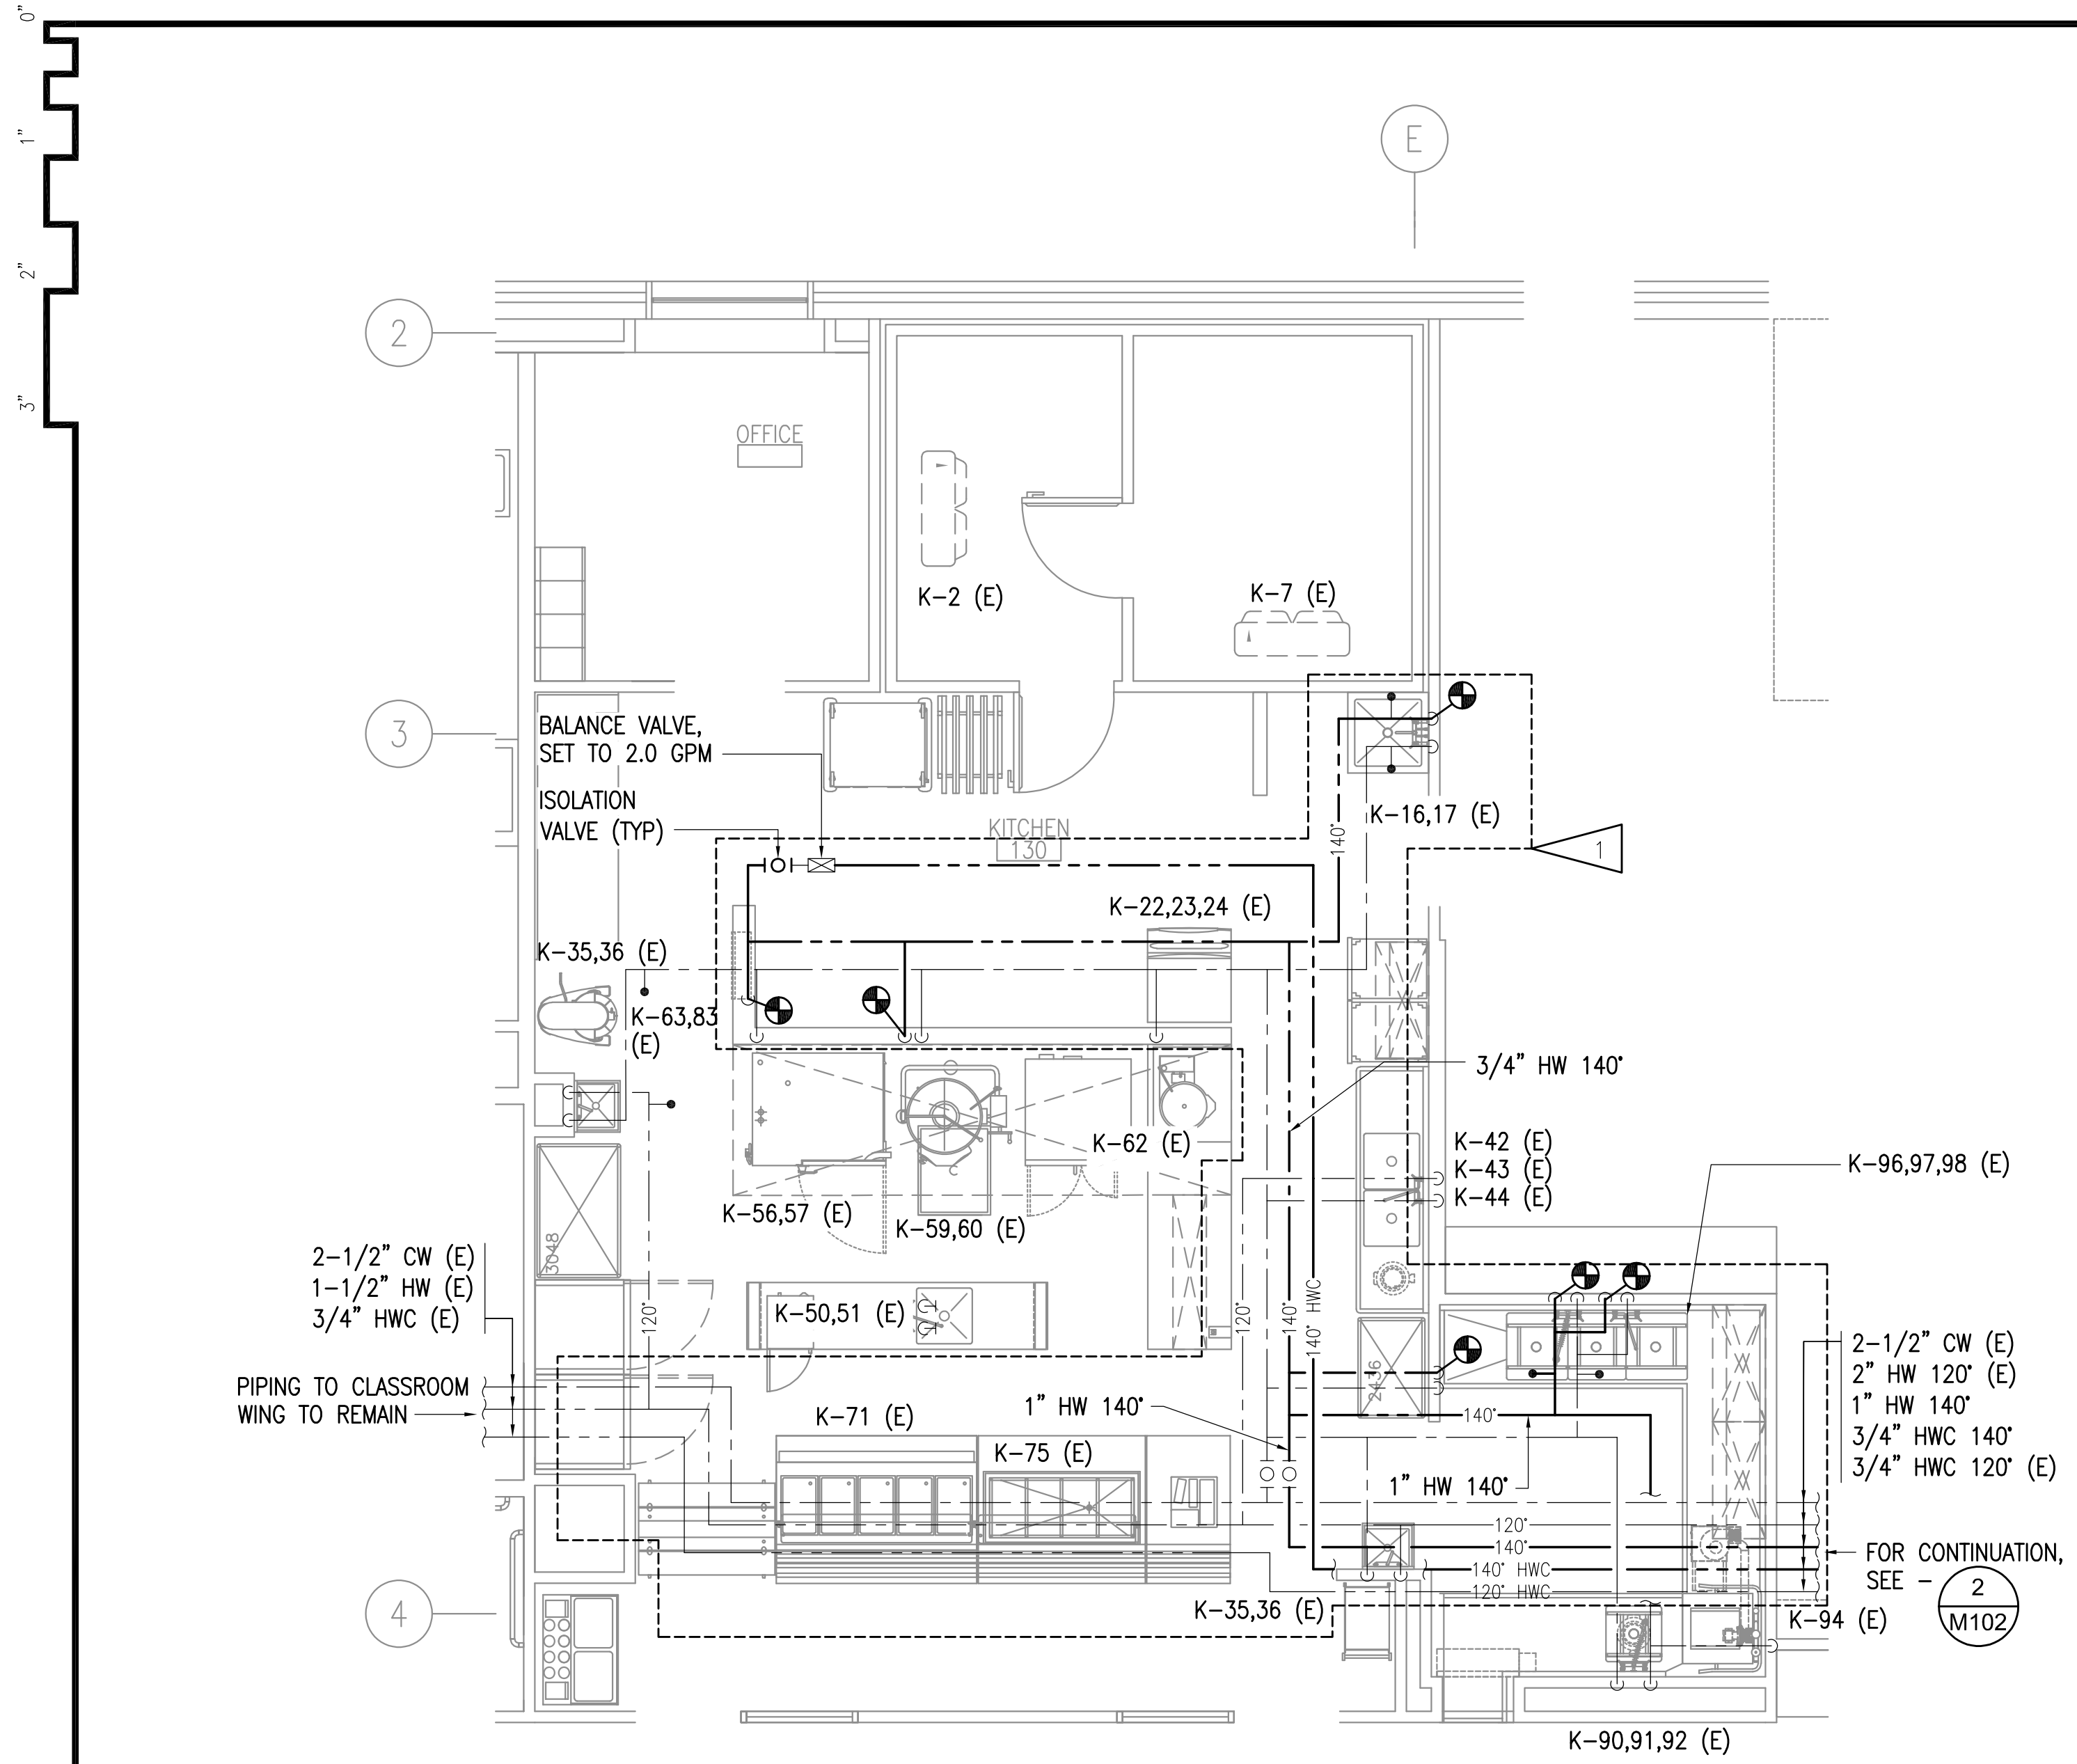 0"
1"
2"
3"
E
2
OFFICE
K-2 (E)
K-7 (E)
3
BALANCE VALVE,
SET TO 2.0 GPM
ISOLATION
VALVE (TYP)
KITCHEN
130
140°
K-16,17 (E)
1
K-22,23,24 (E)
K-35,36 (E)
K-63,83
(E)
3/4" HW 140°
K-62 (E)
K-42 (E)
K-43 (E)
K-44 (E)
K-96,97,98 (E)
K-56,57 (E)
K-59,60 (E)
3048
2-1/2" CW (E)
1-1/2" HW (E)
3/4" HWC (E)
120°
K-50,51 (E)
120°
140°
140° HWC
2436
2-1/2" CW (E)
2" HW 120° (E)
1" HW 140°
3/4" HWC 140°
3/4" HWC 120° (E)
PIPING TO CLASSROOM
WING TO REMAIN
K-71 (E)
1" HW 140°
140°
K-75 (E)
1" HW 140°
120°
140°
140° HWC
120° HWC
FOR CONTINUATION,
SEE -
2
M102
4
K-35,36 (E)
K-94 (E)
K-90,91,92 (E)